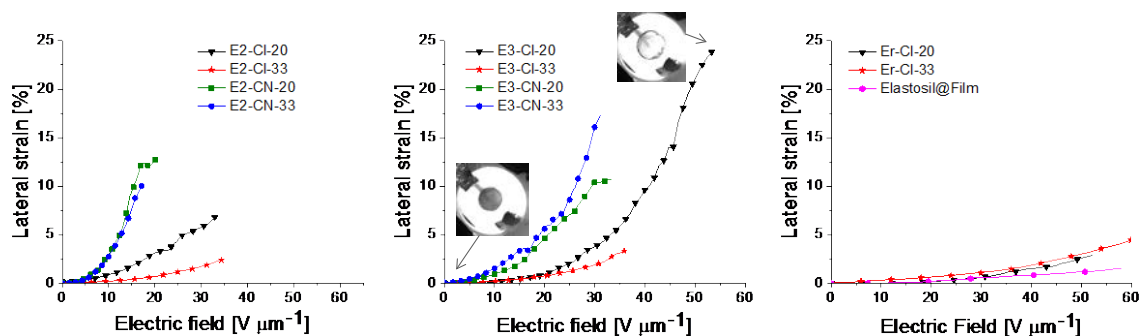 25
20
15
10
5
0
0 10 20 30 40 50 60
Lateral strain [%]
Electric field [V μm⁻¹]
E2-Cl-20
E2-Cl-33
E2-CN-20
E2-CN-33
25
20
15
10
5
0
0 10 20 30 40 50 60
Lateral strain [%]
Electric field [V μm⁻¹]
E3-Cl-20
E3-Cl-33
E3-CN-20
E3-CN-33
25
20
15
10
5
0
0 10 20 30 40 50 60
Lateral strain [%]
Electric Field [V μm⁻¹]
Er-Cl-20
Er-Cl-33
Elastosil@Film